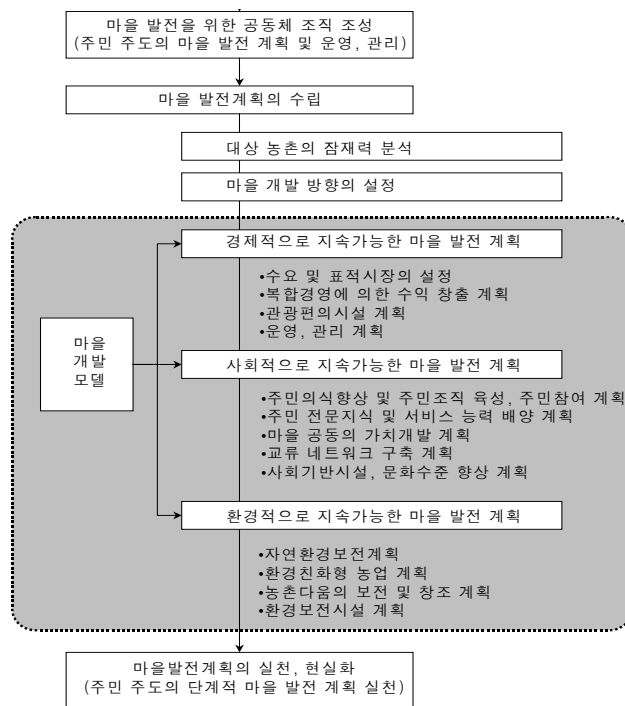 마을 발전을 위한 공동체 조직 조성
(주민 주도의 마을 발전 계획 및 운영, 관리)
마을 발전계획의 수립
대상 농촌의 잠재력 분석
마을 개발 방향의 설정
경제적으로 지속가능한 마을 발전 계획
•수요 및 표적시장의 설정
•복합경영에 의한 수익 창출 계획
•관광편의시설 계획
•운영, 관리 계획
마을
개발
모델
사회적으로 지속가능한 마을 발전 계획
•주민의식향상 및 주민조직 육성, 주민참여 계획
•주민 전문지식 및 서비스 능력 배양 계획
•마을 공동의 가치개발 계획
•교류 네트워크 구축 계획
•사회기반시설, 문화수준 향상 계획
환경적으로 지속가능한 마을 발전 계획
•자연환경보전계획
•환경친화형 농업 계획
•농촌다움의 보전 및 창조 계획
•환경보전시설 계획
마을발전계획의 실천, 현실화
(주민 주도의 단계적 마을 발전 계획 실천)